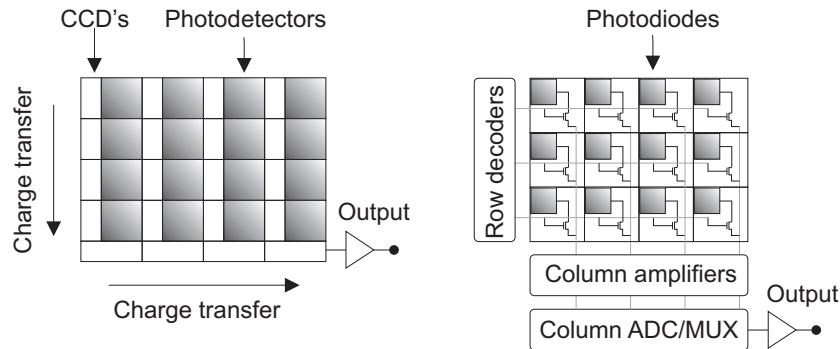 CCD's
Photodetectors
Charge transfer
Output
Charge transfer
Photodiodes
Row decoders
Column amplifiers
Column ADC/MUX
Output